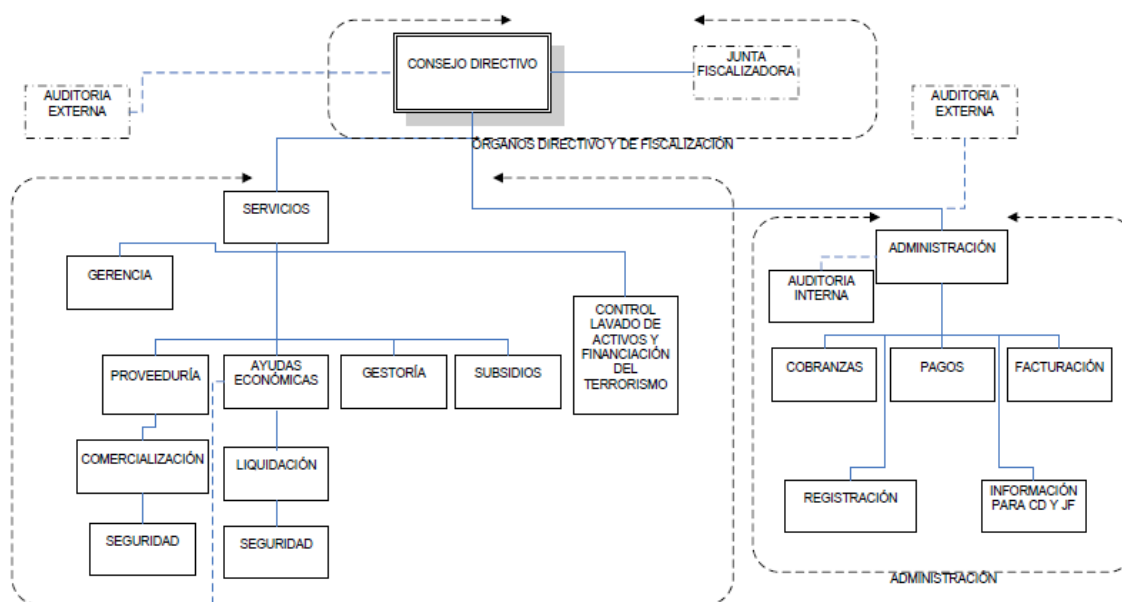 CONSEJO DIRECTIVO
JUNTA
FISCALIZADORA
AUDITORIA
EXTERNA
AUDITORIA
EXTERNA
ÓRGANOS DIRECTIVO Y DE FISCALIZACIÓN
SERVICIOS
ADMINISTRACIÓN
GERENCIA
AUDITORIA
INTERNA
CONTROL
LAVADO DE
ACTIVOS Y
FINANCIACIÓN
DEL
TERRORISMO
PROVEEDURÍA
AYUDAS
ECONÓMICAS
GESTORÍA
SUBSIDIOS
COBRANZAS
PAGOS
FACTURACIÓN
COMERCIALIZACIÓN
LIQUIDACIÓN
REGISTRACIÓN
INFORMACIÓN
PARA CD Y JF
SEGURIDAD
SEGURIDAD
ADMINISTRACIÓN